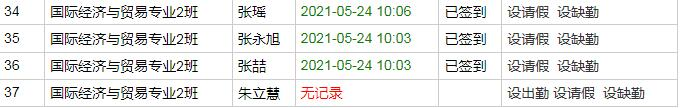 34 国际经济与贸易专业2班 张瑶 2021-05-24 10:06 已签到 设请假 设缺勤
35 国际经济与贸易专业2班 张永旭 2021-05-24 10:03 已签到 设请假 设缺勤
36 国际经济与贸易专业2班 张喆 2021-05-24 10:03 已签到 设请假 设缺勤
37 国际经济与贸易专业2班 朱立慧 无记录 设出勤 设请假 设缺勤